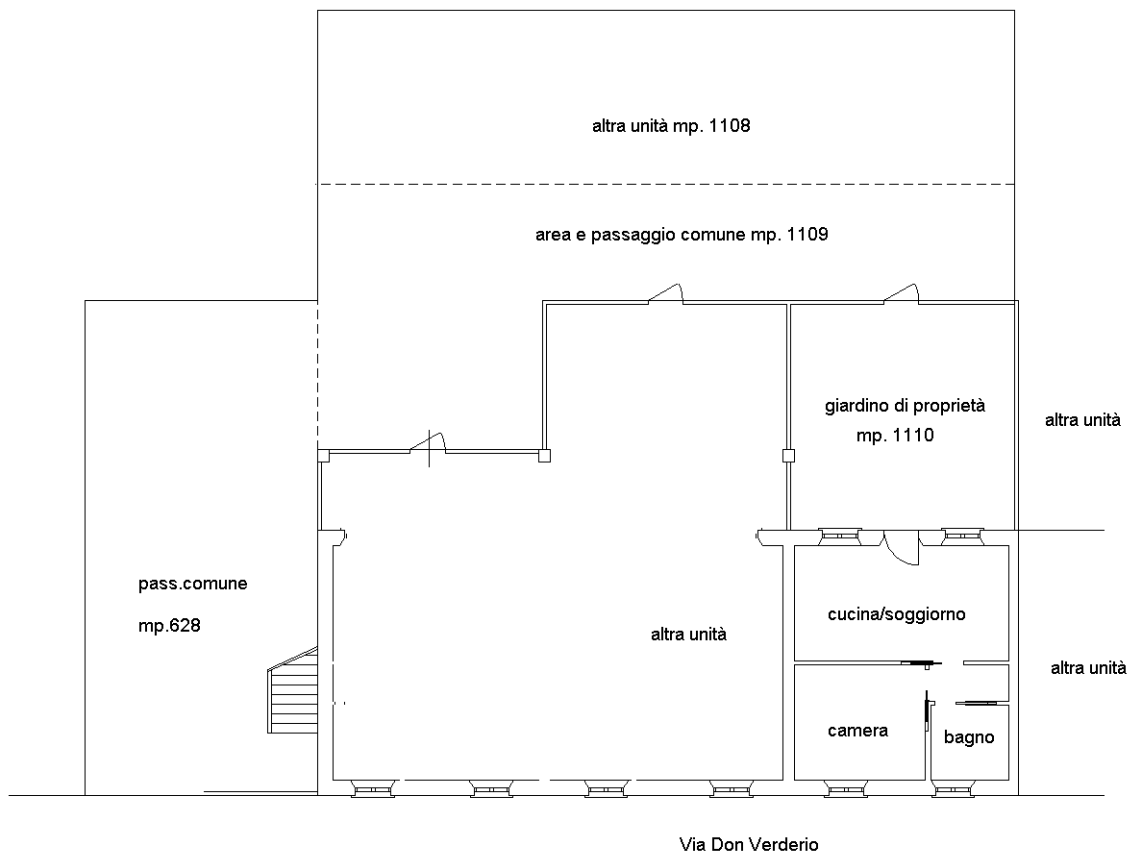 altra unità mp. 1108
area e passaggio comune mp. 1109
giardino di proprietà
mp. 1110
altra unità
pass.comune
mp.628
cucina/soggiorno
altra unità
altra unità
camera
bagno
Via Don Verderio